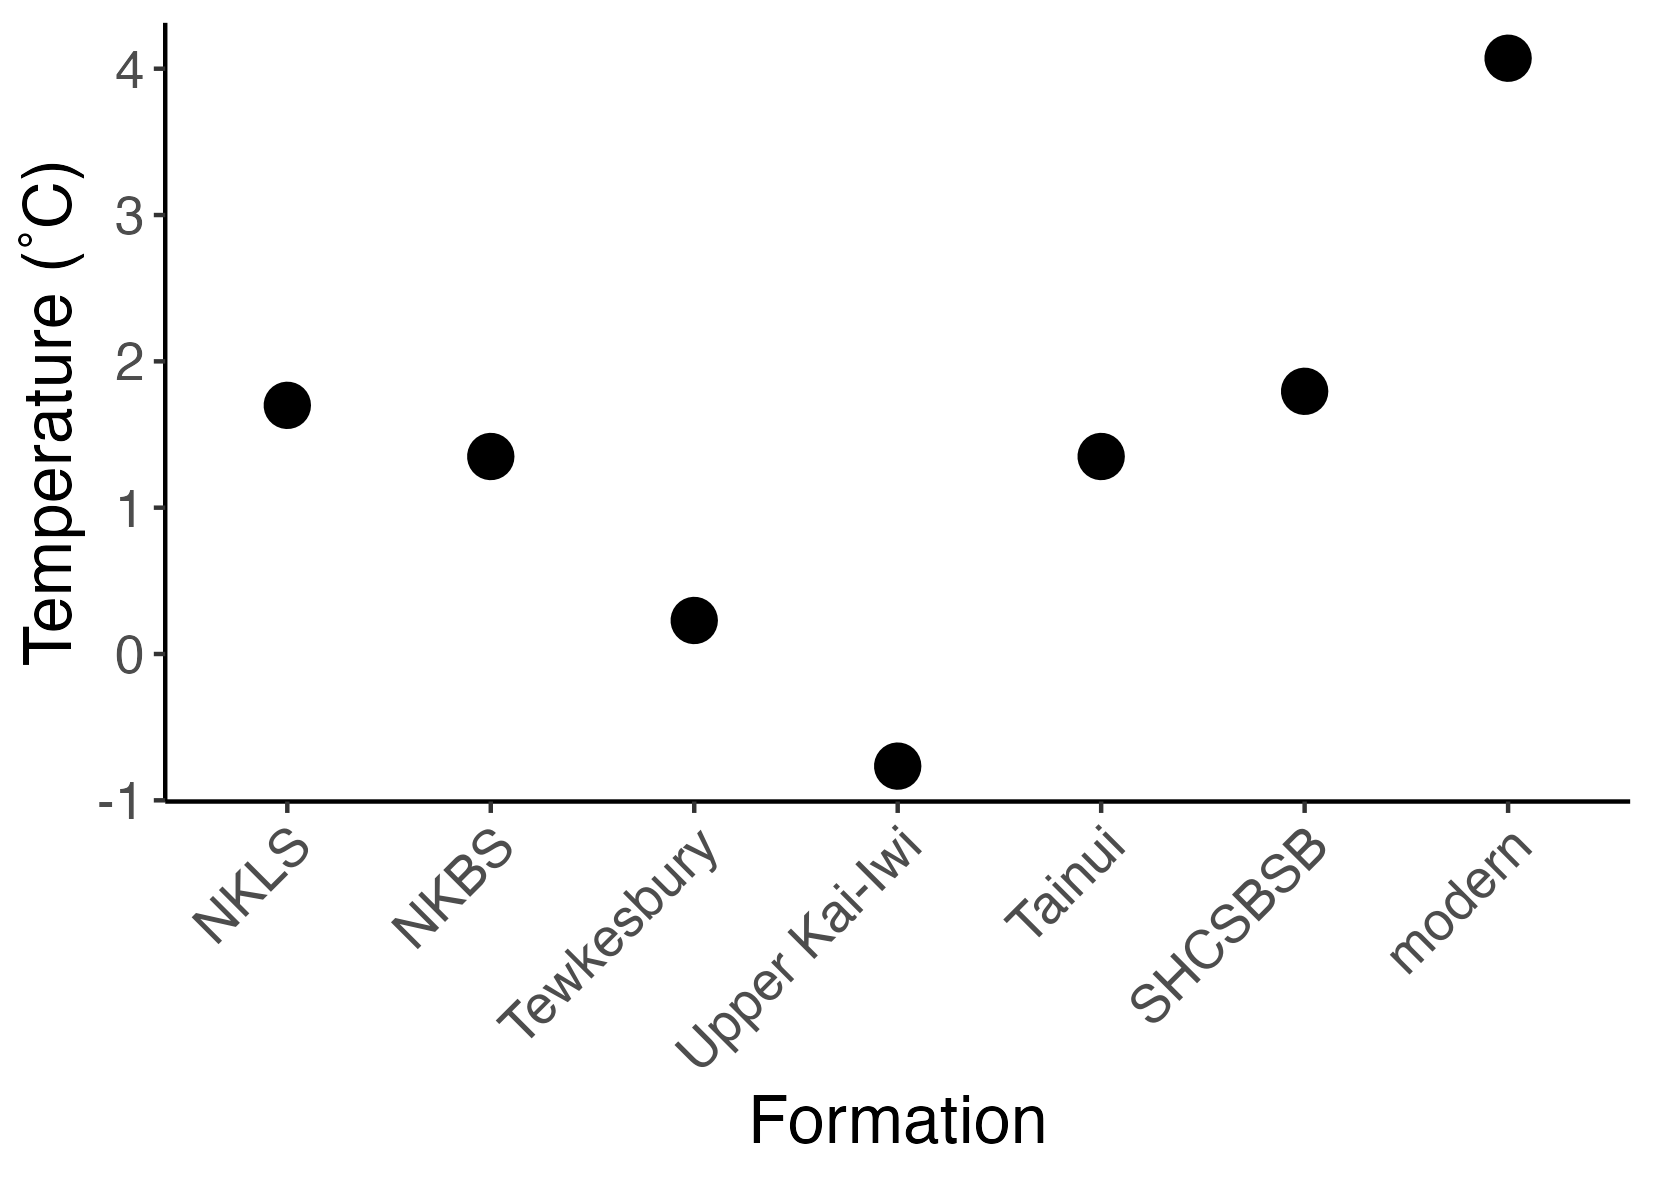 Temperature (°C)
4
3
2
1
0
-1
NKLS
NKBS
Tewkesbury
Upper Kai-Iwi
Tainui
SHCSBSB
modern
Formation